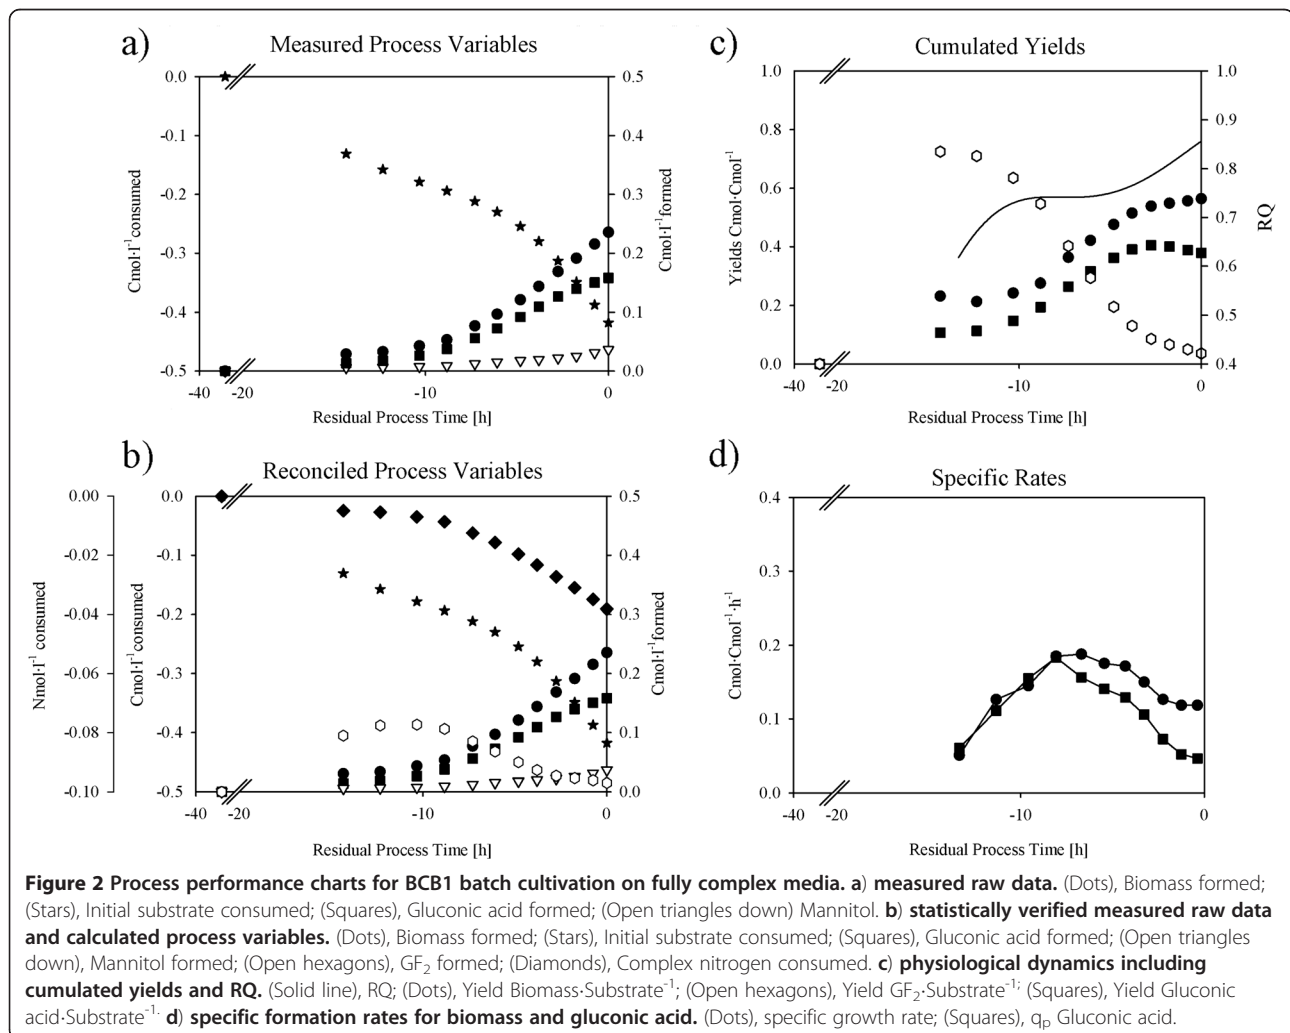 a)
Measured Process Variables
0.0
-0.1
-0.2
-0.3
-0.4
-0.5
Cmol·l⁻¹consumed
0.5
0.4
0.3
0.2
0.1
0.0
Cmol·l⁻¹formed
-40 -20 -10 0
Residual Process Time [h]
c)
Cumulated Yields
1.0
0.8
0.6
0.4
0.2
0.0
Yields Cmol·Cmol⁻¹
1.0
0.9
0.8
0.7
0.6
0.5
0.4
RQ
-40 -20 -10 0
Residual Process Time [h]
b)
Reconciled Process Variables
0.00
-0.02
-0.04
-0.06
-0.08
-0.10
Nmol·l⁻¹ consumed
0.0
-0.1
-0.2
-0.3
-0.4
-0.5
Cmol·l⁻¹ consumed
0.5
0.4
0.3
0.2
0.1
0.0
Cmol·l⁻¹formed
-40 -20 -10 0
Residual Process Time [h]
d)
Specific Rates
0.4
0.3
0.2
0.1
0.0
Cmol·Cmol⁻¹·h⁻¹
-40 -20 -10 0
Residual Process Time [h]
Figure 2 Process performance charts for BCB1 batch cultivation on fully complex media. a) measured raw data. (Dots), Biomass formed;
(Stars), Initial substrate consumed; (Squares), Gluconic acid formed; (Open triangles down) Mannitol. b) statistically verified measured raw data
and calculated process variables. (Dots), Biomass formed; (Stars), Initial substrate consumed; (Squares), Gluconic acid formed; (Open triangles
down), Mannitol formed; (Open hexagons), GF₂ formed; (Diamonds), Complex nitrogen consumed. c) physiological dynamics including
cumulated yields and RQ. (Solid line), RQ; (Dots), Yield Biomass·Substrate⁻¹; (Open hexagons), Yield GF₂·Substrate⁻¹; (Squares), Yield Gluconic
acid·Substrate⁻¹. d) specific formation rates for biomass and gluconic acid. (Dots), specific growth rate; (Squares), qₚ Gluconic acid.